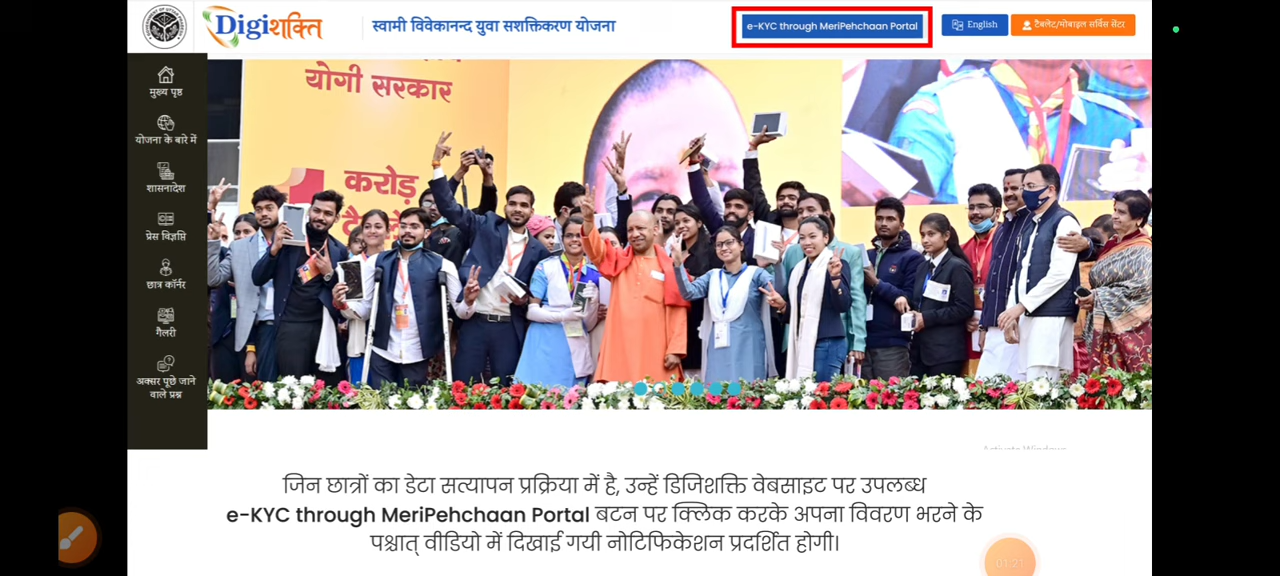 Digiशक्ति
स्वामी विवेकानन्द युवा सशक्तिकरण योजना
e-KYC through MeriPehchaan Portal
English
टैबलेट/मोबाइल सर्विस सेंटर
मुख्य पृष्ठ
योजना के बारे में
शासनादेश
प्रेस विज्ञप्ति
छात्र कॉर्नर
गैलरी
अक्सर पूछे जाने
वाले प्रश्न
योगी सरकार
करोड़
जिन छात्रों का डेटा सत्यापन प्रक्रिया में है, उन्हें डिजिशक्ति वेबसाइट पर उपलब्ध
e-KYC through MeriPehchaan Portal बटन पर क्लिक करके अपना विवरण भरने के
पश्चात् वीडियो में दिखाई गयी नोटिफिकेशन प्रदर्शित होगी।
01:21